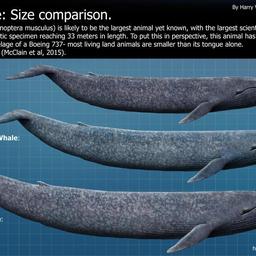 e: Size comparison.
By Harry
noptera musculus) is likely to be the largest animal yet known, with the largest scient
tic specimen reaching 33 meters in length. To put this in perspective, this animal has
elage of a Boeing 737- most living land animals are smaller than its tongue alone.
(McClain et al, 2015).
Whale: